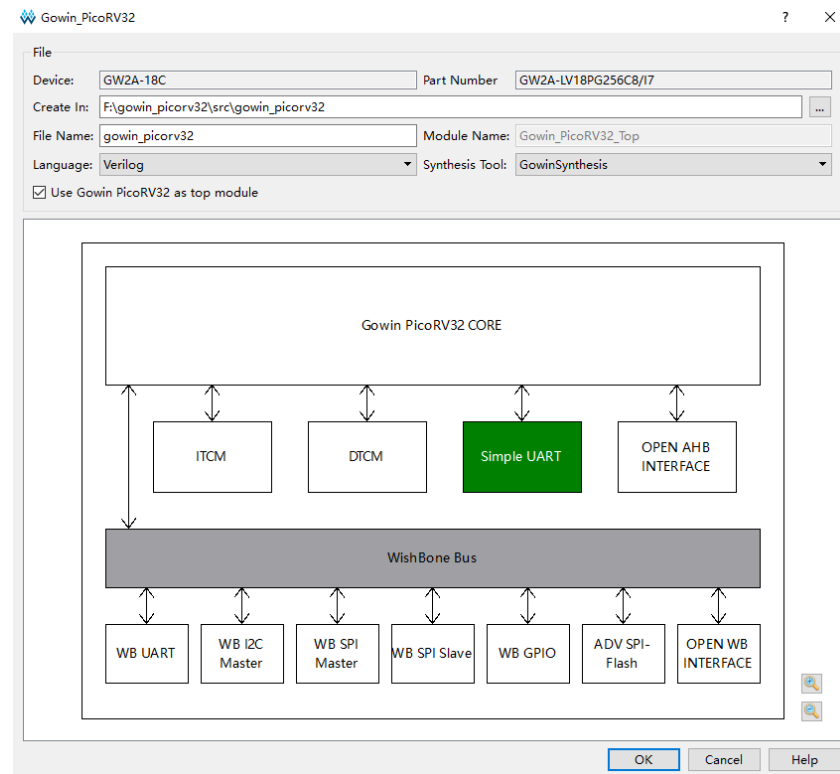 Gowin_PicoRV32 ? ×
File
Device: GW2A-18C Part Number GW2A-LV18PG256C8/I7
Create In: F:\gowin_picorv32\src\gowin_picorv32 ...
File Name: gowin_picorv32 Module Name: Gowin_PicoRV32_Top
Language: Verilog Synthesis Tool: GowinSynthesis
Use Gowin PicoRV32 as top module
Gowin PicoRV32 CORE
ITCM
DTCM
Simple UART
OPEN AHB
INTERFACE
WishBone Bus
WB UART
WB I2C
Master
WB SPI
Master
WB SPI Slave
WB GPIO
ADV SPI-
Flash
OPEN WB
INTERFACE
OK Cancel Help